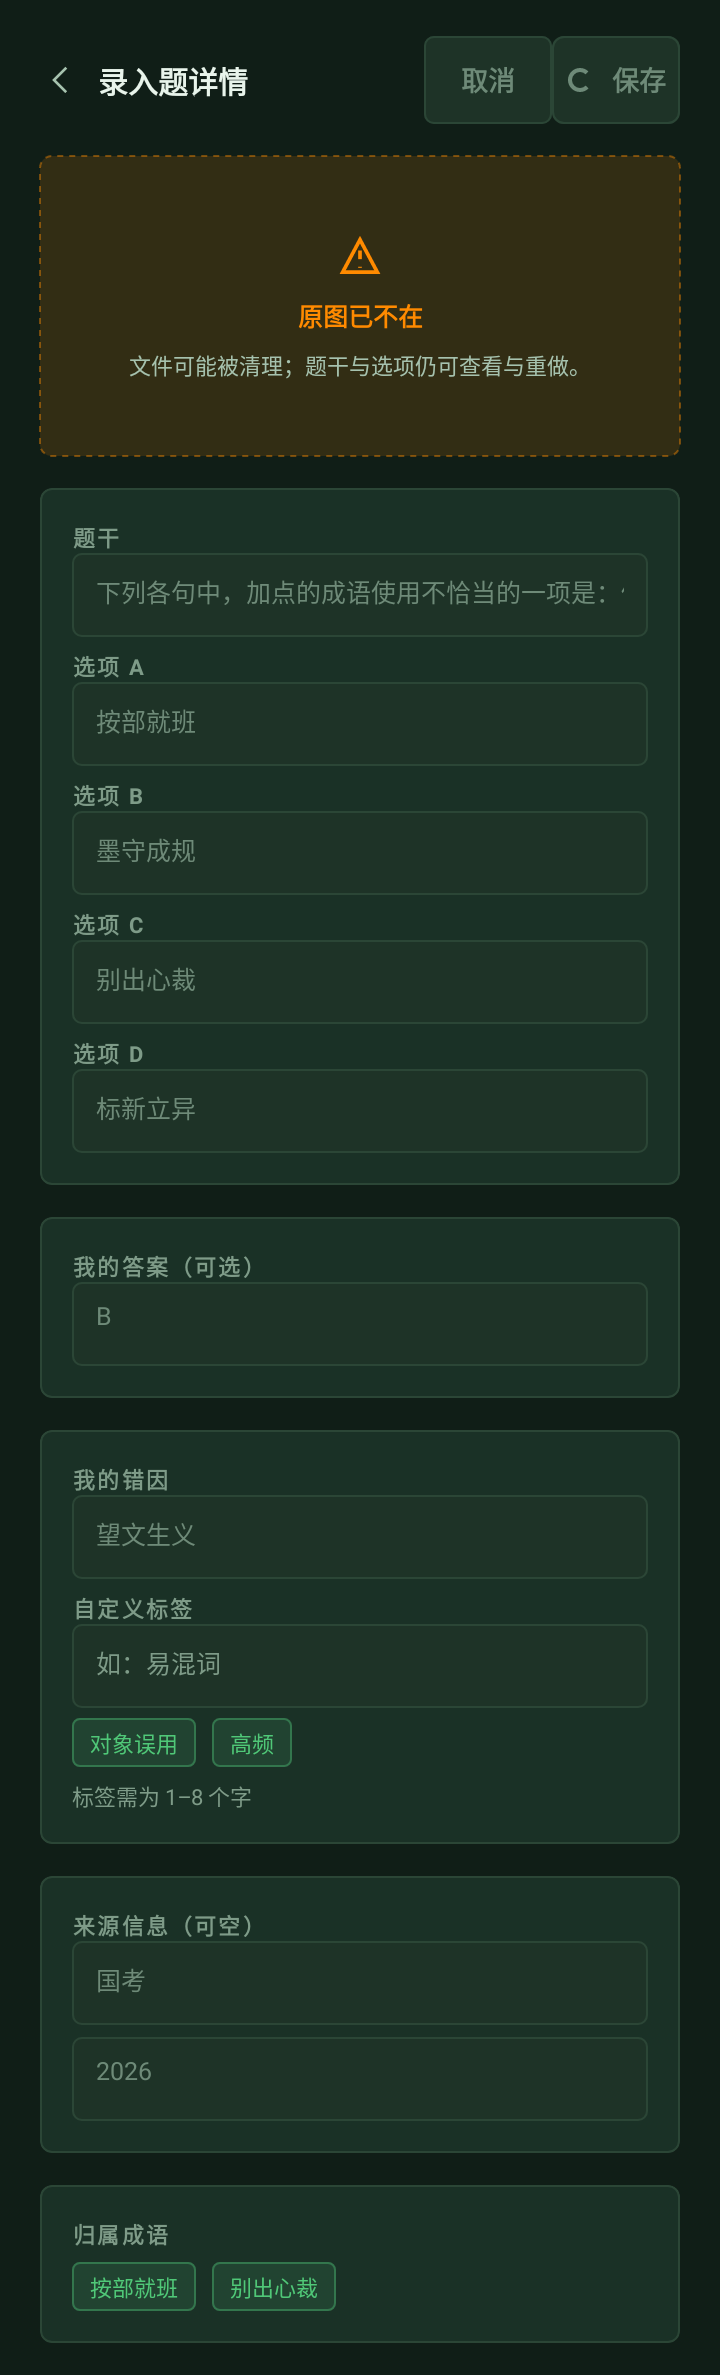 录入题详情
取消
保存
原图已不在
文件可能被清理；题干与选项仍可查看与重做。
题干
下列各句中，加点的成语使用不恰当的一项是：
选项 A
按部就班
选项 B
墨守成规
选项 C
别出心裁
选项 D
标新立异
我的答案（可选）
B
我的错因
望文生义
自定义标签
如：易混词
对象误用
高频
标签需为 1–8 个字
来源信息（可空）
国考
2026
归属成语
按部就班
别出心裁